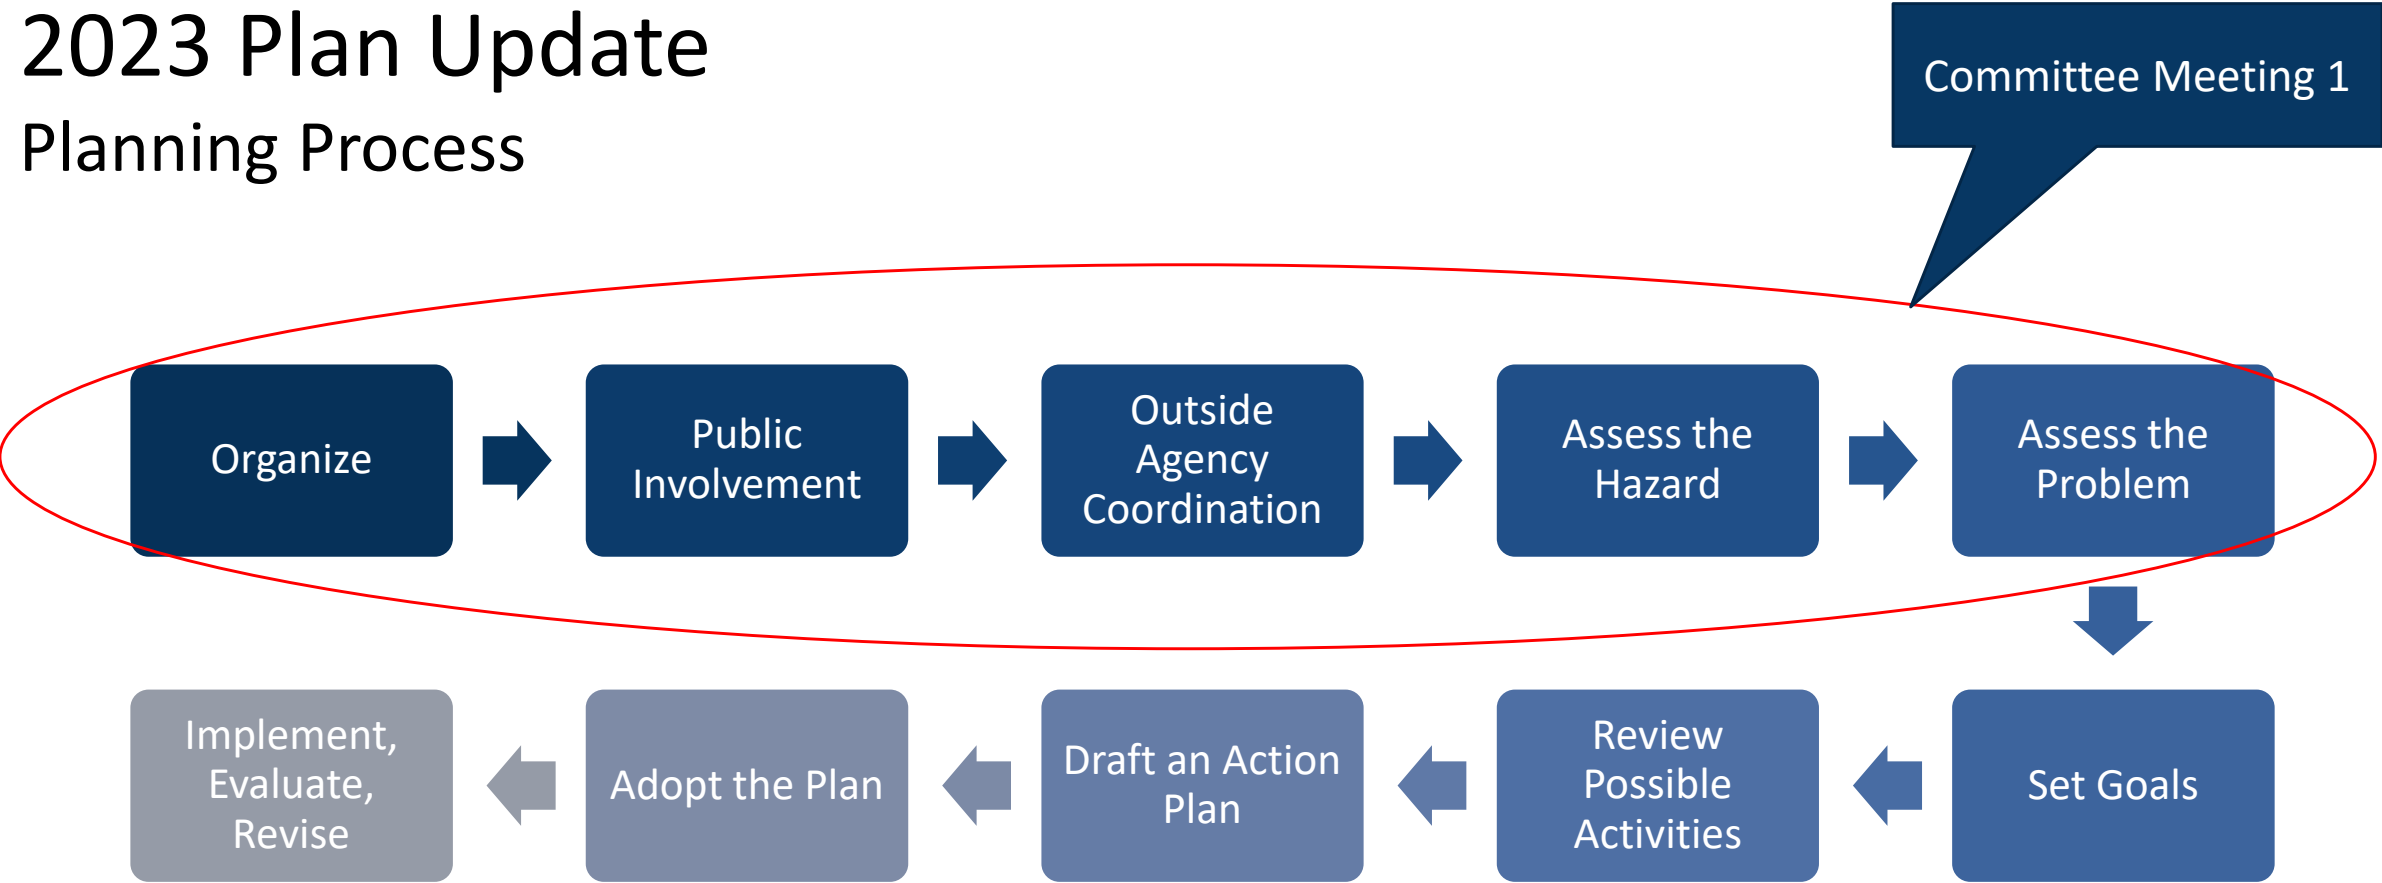 2023 Plan Update
Planning Process
Committee Meeting 1
Organize
Public
Involvement
Outside
Agency
Coordination
Assess the
Hazard
Assess the
Problem
Set Goals
Review
Possible
Activities
Draft an Action
Plan
Adopt the Plan
Implement,
Evaluate,
Revise